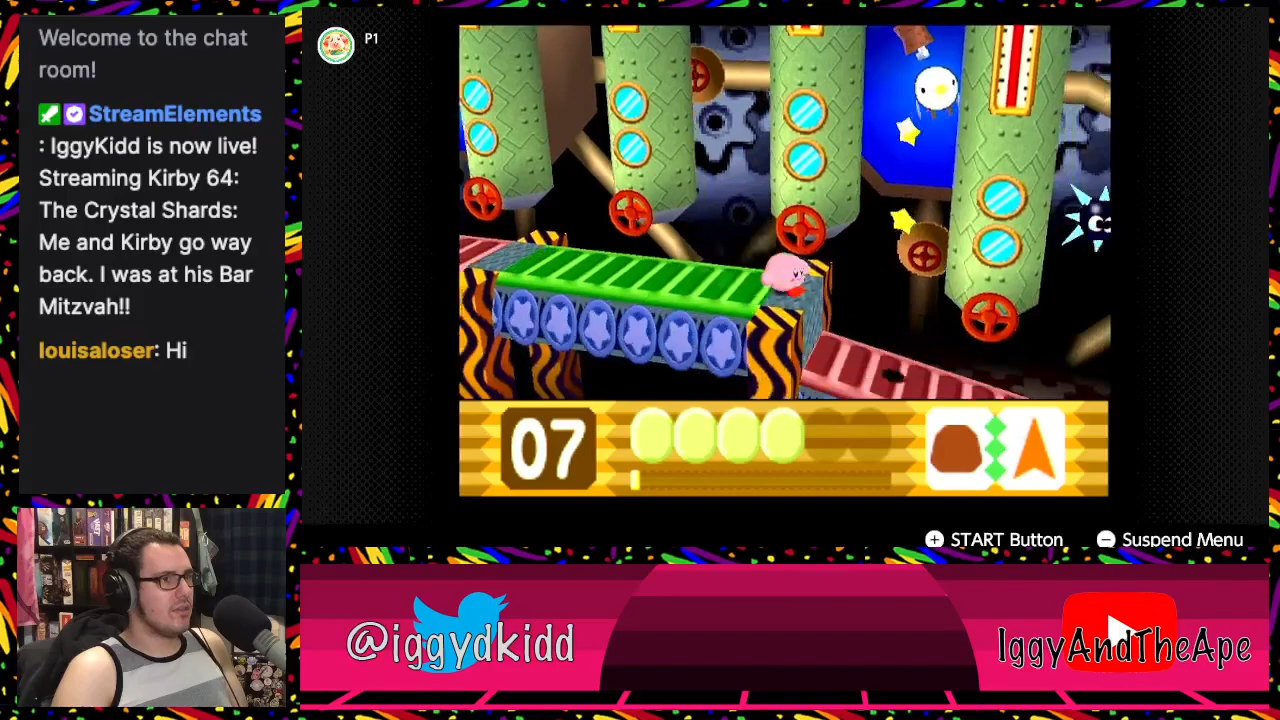 Welcome to the chat
room!
StreamElements
: IggyKidd is now live!
Streaming Kirby 64:
The Crystal Shards:
Me and Kirby go way
back. I was at his Bar
Mitzvah!!
louisaloser: Hi
P1
07
START Button
Suspend Menu
@iggydkidd
IggyAndTheApe